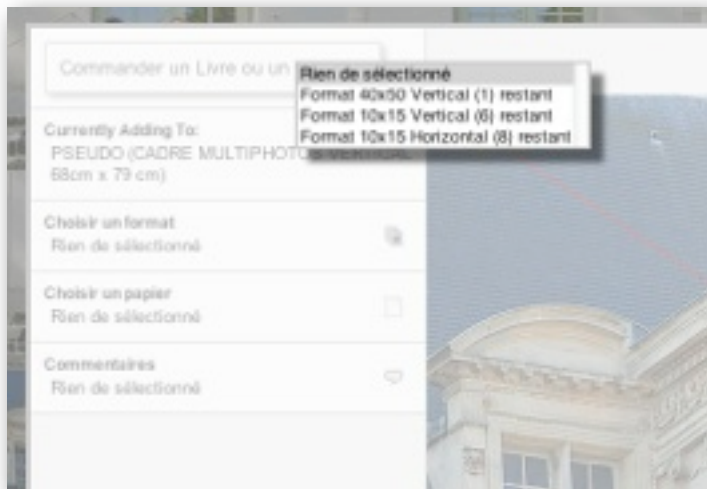 Commander un Livre ou un
Rien de sélectionné
Format 40x50 Vertical (1) restant
Format 10x15 Vertical (6) restant
Format 10x15 Horizontal (8) restant
Currently Adding To:
PSEUDO (CADRE MULTIPHOTOS VERTICAL
68cm x 79 cm)
Choisir un format
Rien de sélectionné
Choisir un papier
Rien de sélectionné
Commentaires
Rien de sélectionné